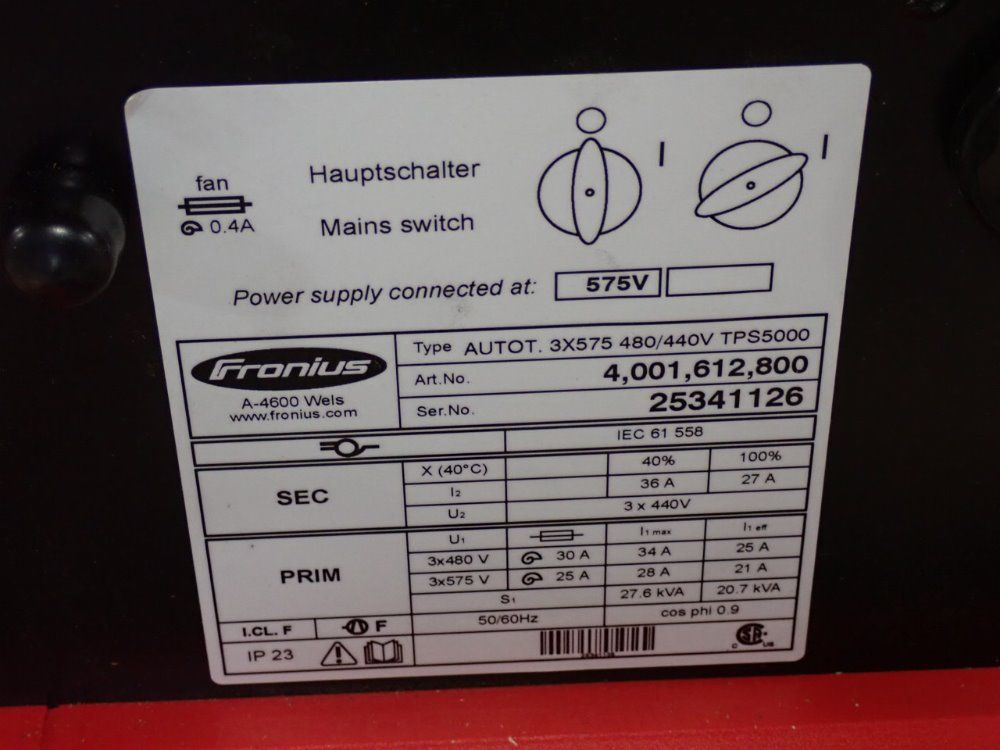 fan
0.4A
Hauptschalter
Mains switch
I I
Power supply connected at: 575V
Fronius
A-4600 Wels
www.fronius.com
Type AUTOT. 3X575 480/440V TPS5000
Art.No. 4,001,612,800
Ser.No. 25341126
IEC 61 558
SEC
X (40°C) 40% 100%
I2 36 A 27 A
U2 3 x 440V
PRIM
U1 I1 max I1 eff
3x480 V 30 A 34 A 25 A
3x575 V 25 A 28 A 21 A
S1 27.6 kVA 20.7 kVA
I.CL. F F 50/60Hz cos phi 0.9
IP 23
C SA US